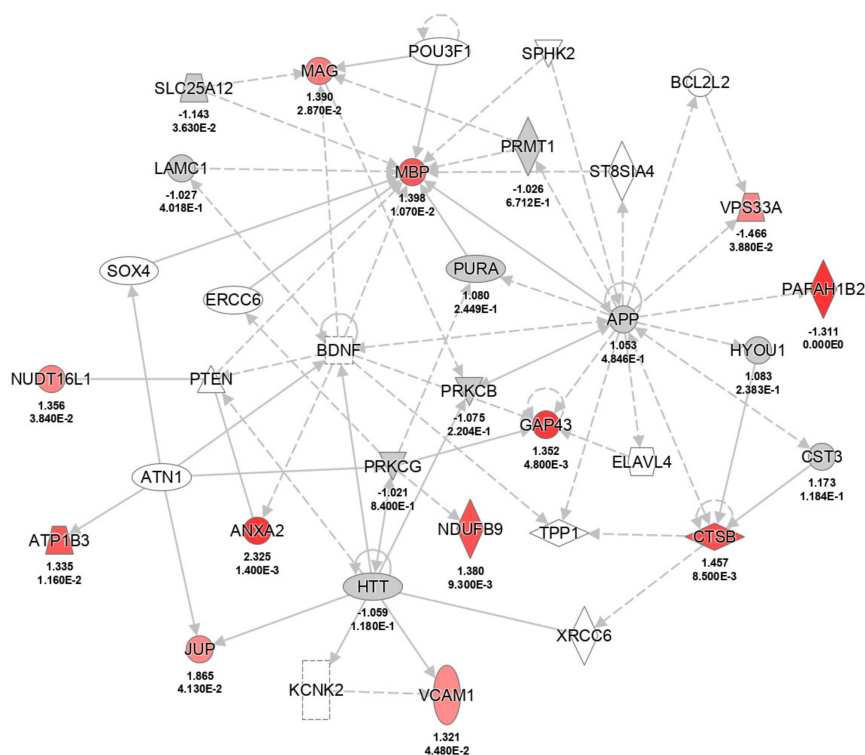 POU3F1
SPHK2
MAG
1.390
2.870E-2
SLC25A12
-1.143
3.630E-2
BCL2L2
PRMT1
-1.026
6.712E-1
LAMC1
-1.027
4.018E-1
MBP
1.398
1.070E-2
ST8SIA4
VPS33A
-1.466
3.880E-2
SOX4
PURA
1.080
2.449E-1
PAFAH1B2
-1.311
0.000E0
ERCC6
APP
1.053
4.846E-1
BDNF
HYOU1
1.083
2.383E-1
NUDT16L1
1.356
3.840E-2
PTEN
PRKCB
-1.075
2.204E-1
GAP43
1.352
4.800E-3
ELAVL4
CST3
1.173
1.184E-1
PRKCG
-1.021
8.400E-1
ATN1
ATP1B3
1.335
1.160E-2
ANXA2
2.325
1.400E-3
NDUFB9
1.380
9.300E-3
TPP1
CTSB
1.457
8.500E-3
HTT
-1.059
1.180E-1
JUP
1.865
4.130E-2
XRCC6
KCNK2
VCAM1
1.321
4.480E-2